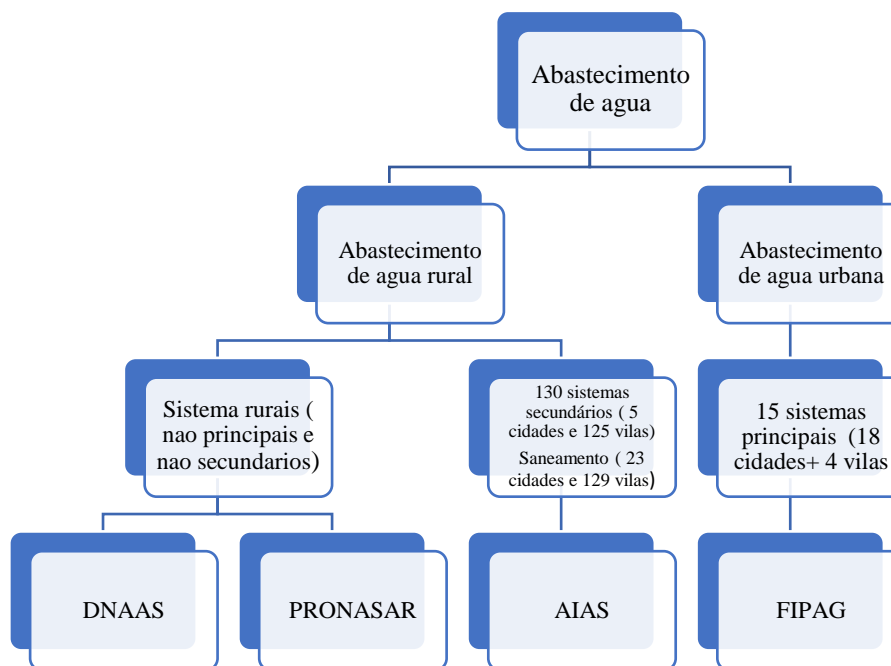 Abastecimento
de agua
Abastecimento
de agua rural
Abastecimento
de agua urbana
Sistema rurais (
nao principais e
nao secundarios)
130 sistemas
secundários ( 5
cidades e 125 vilas)
Saneamento ( 23
cidades e 129 vilas)
15 sistemas
principais (18
cidades+ 4 vilas
DNAAS
PRONASAR
AIAS
FIPAG